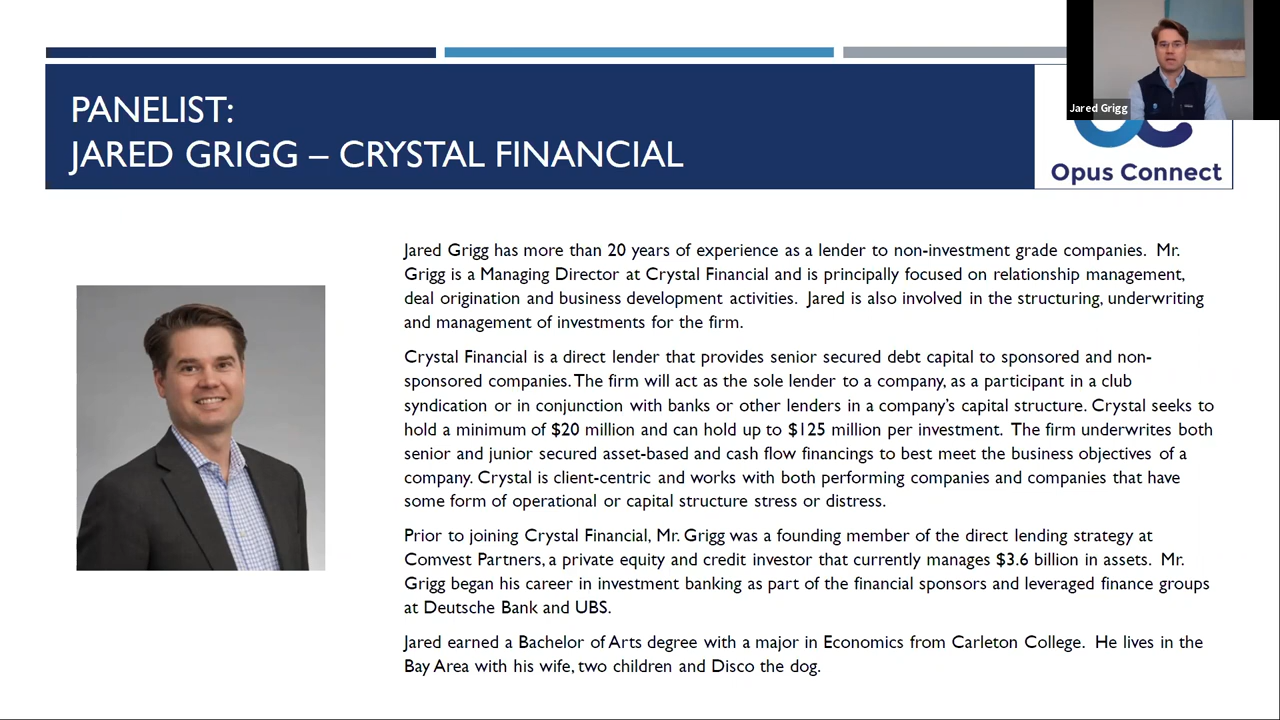 PANELIST:
JARED GRIGG – CRYSTAL FINANCIAL
Jared Grigg
Opus Connect
Jared Grigg has more than 20 years of experience as a lender to non-investment grade companies. Mr.
Grigg is a Managing Director at Crystal Financial and is principally focused on relationship management,
deal origination and business development activities. Jared is also involved in the structuring, underwriting
and management of investments for the firm.
Crystal Financial is a direct lender that provides senior secured debt capital to sponsored and non-
sponsored companies. The firm will act as the sole lender to a company, as a participant in a club
syndication or in conjunction with banks or other lenders in a company's capital structure. Crystal seeks to
hold a minimum of $20 million and can hold up to $125 million per investment. The firm underwrites both
senior and junior secured asset-based and cash flow financings to best meet the business objectives of a
company. Crystal is client-centric and works with both performing companies and companies that have
some form of operational or capital structure stress or distress.
Prior to joining Crystal Financial, Mr. Grigg was a founding member of the direct lending strategy at
Comvest Partners, a private equity and credit investor that currently manages $3.6 billion in assets. Mr.
Grigg began his career in investment banking as part of the financial sponsors and leveraged finance groups
at Deutsche Bank and UBS.
Jared earned a Bachelor of Arts degree with a major in Economics from Carleton College. He lives in the
Bay Area with his wife, two children and Disco the dog.